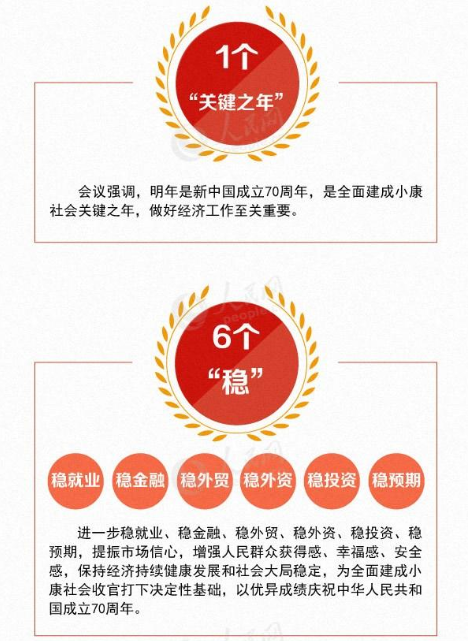 1个
“关键之年”
会议强调，明年是新中国成立70周年，是全面建成小康
社会关键之年，做好经济工作至关重要。
人民网
people
6个
“稳”
稳就业 稳金融 稳外贸 稳外资 稳投资 稳预期
进一步稳就业、稳金融、稳外贸、稳外资、稳投资、稳
预期，提振市场信心，增强人民群众获得感、幸福感、安全
感，保持经济持续健康发展和社会大局稳定，为全面建成小
康社会收官打下决定性基础，以优异成绩庆祝中华人民共和
国成立70周年。